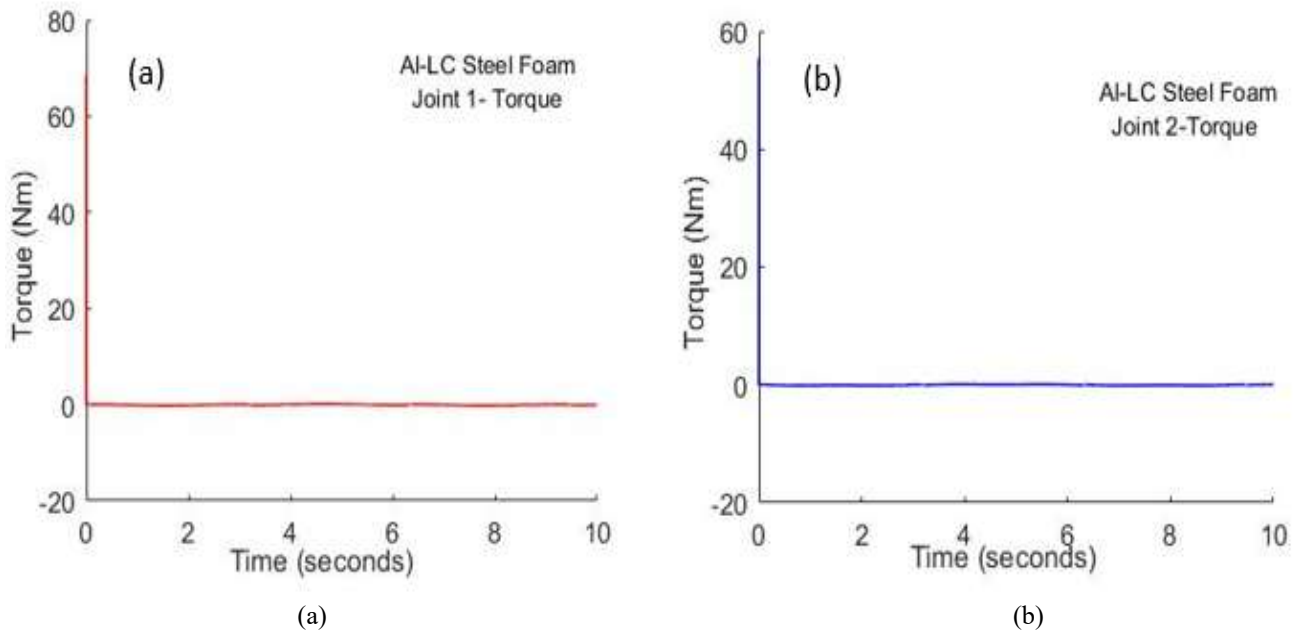 80
(a)
Al-LC Steel Foam
Joint 1- Torque
60
40
20
0
-20
Torque (Nm)
0 2 4 6 8 10
Time (seconds)
(a)
60
(b)
Al-LC Steel Foam
Joint 2-Torque
40
20
0
-20
Torque (Nm)
0 2 4 6 8 10
Time (seconds)
(b)